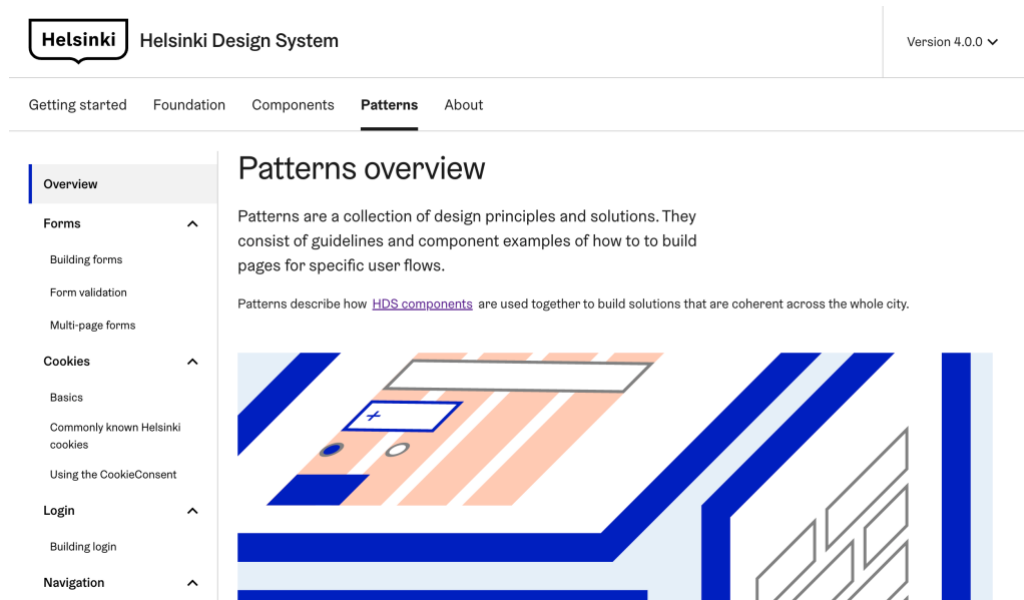 Helsinki
Helsinki Design System
Version 4.0.0
Getting started
Foundation
Components
Patterns
About
Overview
Forms
Building forms
Form validation
Multi-page forms
Cookies
Basics
Commonly known Helsinki
cookies
Using the CookieConsent
Login
Building login
Navigation
Patterns overview
Patterns are a collection of design principles and solutions. They
consist of guidelines and component examples of how to to build
pages for specific user flows.
Patterns describe how HDS components are used together to build solutions that are coherent across the whole city.